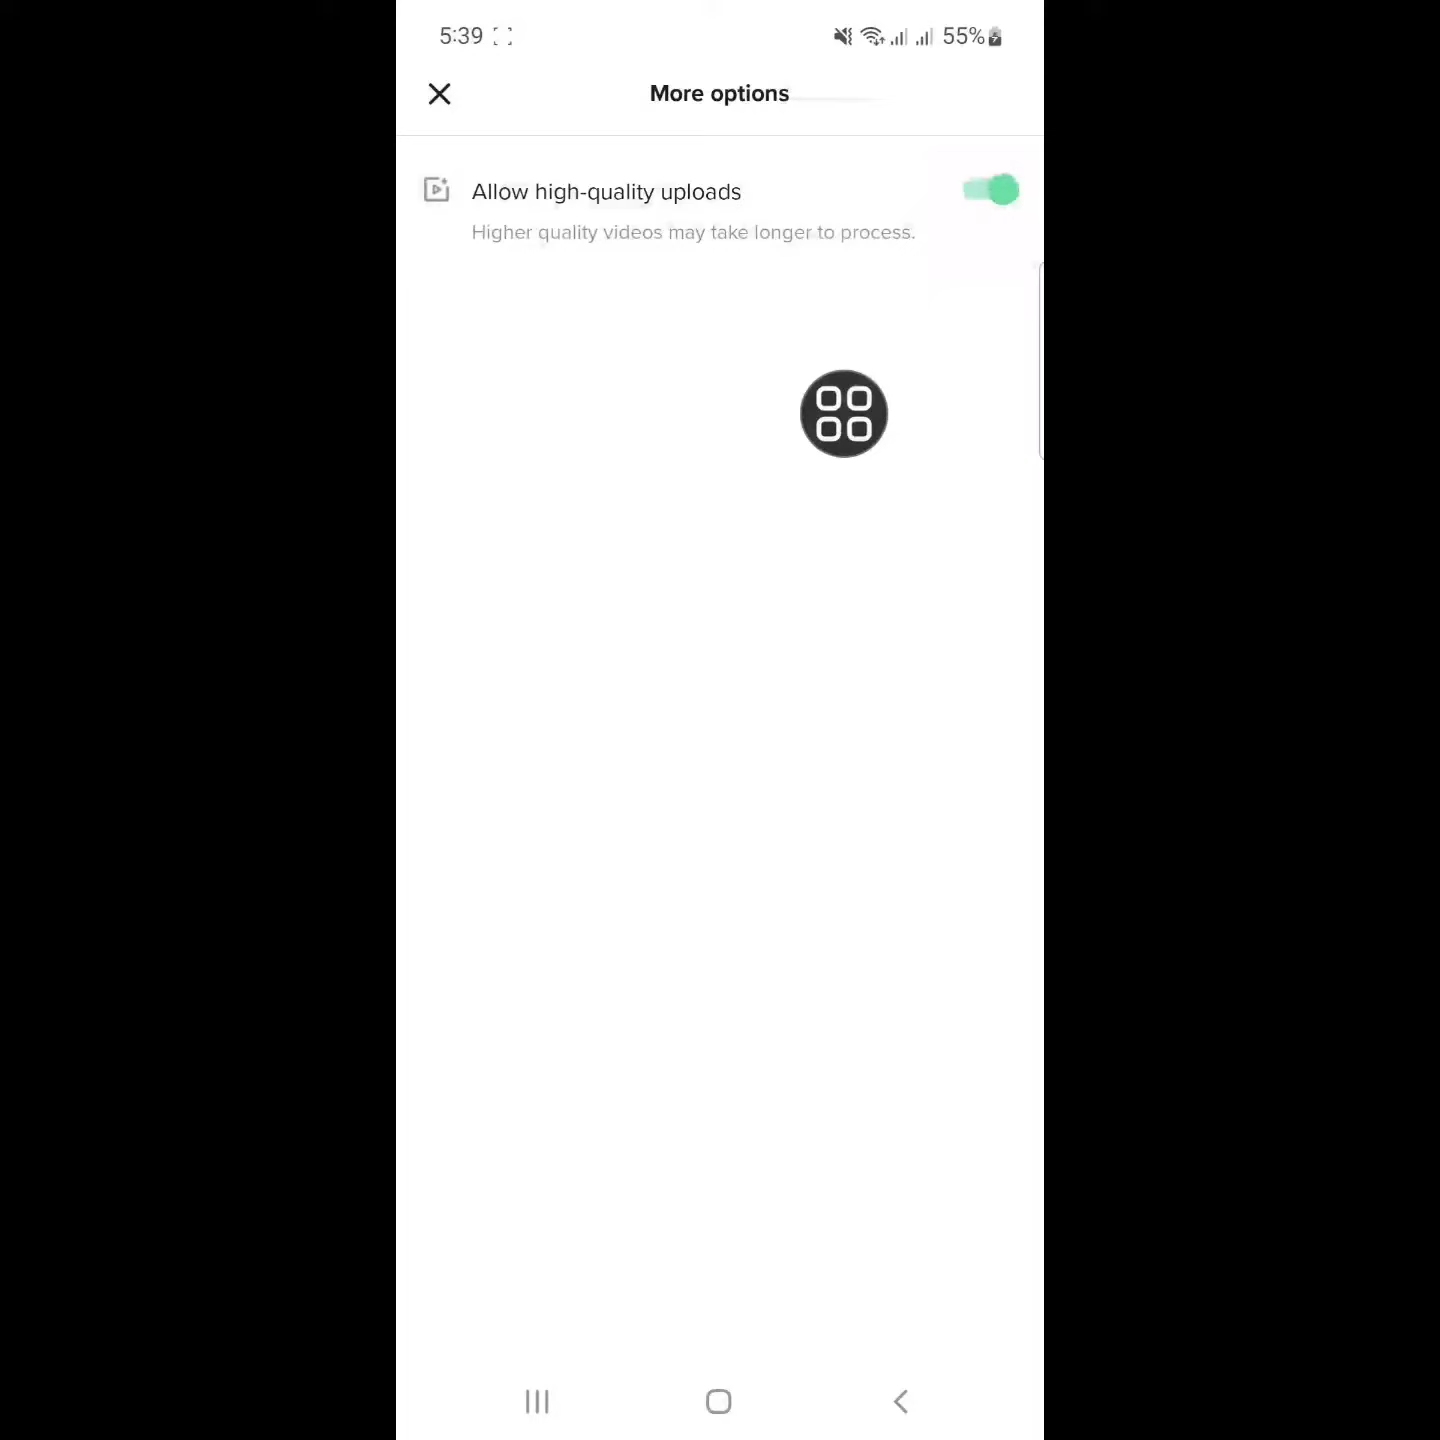 5:39 55%
More options
Allow high-quality uploads
Higher quality videos may take longer to process.